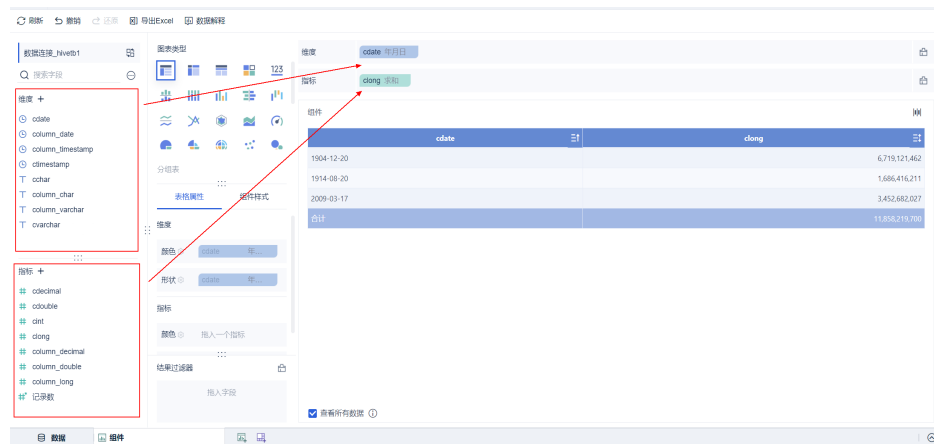 刷新 撤销 还原 导出Excel 数据解释
数据连接_hivetb1
搜索字段
维度 +
cdate
column_date
column_timestamp
ctimestamp
T cchar
T column_char
T column_varchar
T cvarchar
指标 +
# cdecimal
# cdouble
# cint
# clong
# column_decimal
# column_double
# column_long
# 记录数
图表类型
123
分组表
表格属性 组件样式
维度
颜色 cdate 年...
形状 cdate 年...
指标
颜色 拖入一个指标
结果过滤器
拖入字段
维度 cdate 年月日
指标 clong 求和
组件
cdate clong
1904-12-20 6,719,121,462
1914-08-20 1,686,416,211
2009-03-17 3,452,682,027
合计 11,858,219,700
查看所有数据
数据 组件